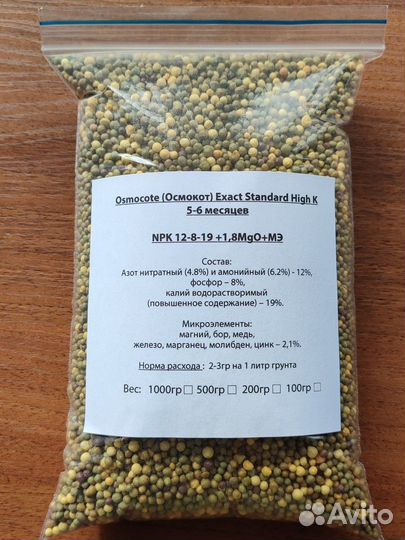 Osmocote (Осмокот) Exact Standard High K
5-6 месяцев
NPK 12-8-19 +1,8MgO+МЭ
Состав:
Азот нитратный (4.8%) и амонийный (6.2%) - 12%,
фосфор – 8%,
калий водорастворимый
(повышенное содержание) – 19%.
Микроэлементы:
магний, бор, медь,
железо, марганец, молибден, цинк – 2,1%.
Норма расхода : 2-3гр на 1 литр грунта
Вес: 1000гр 500гр 200гр 100гр
Avito